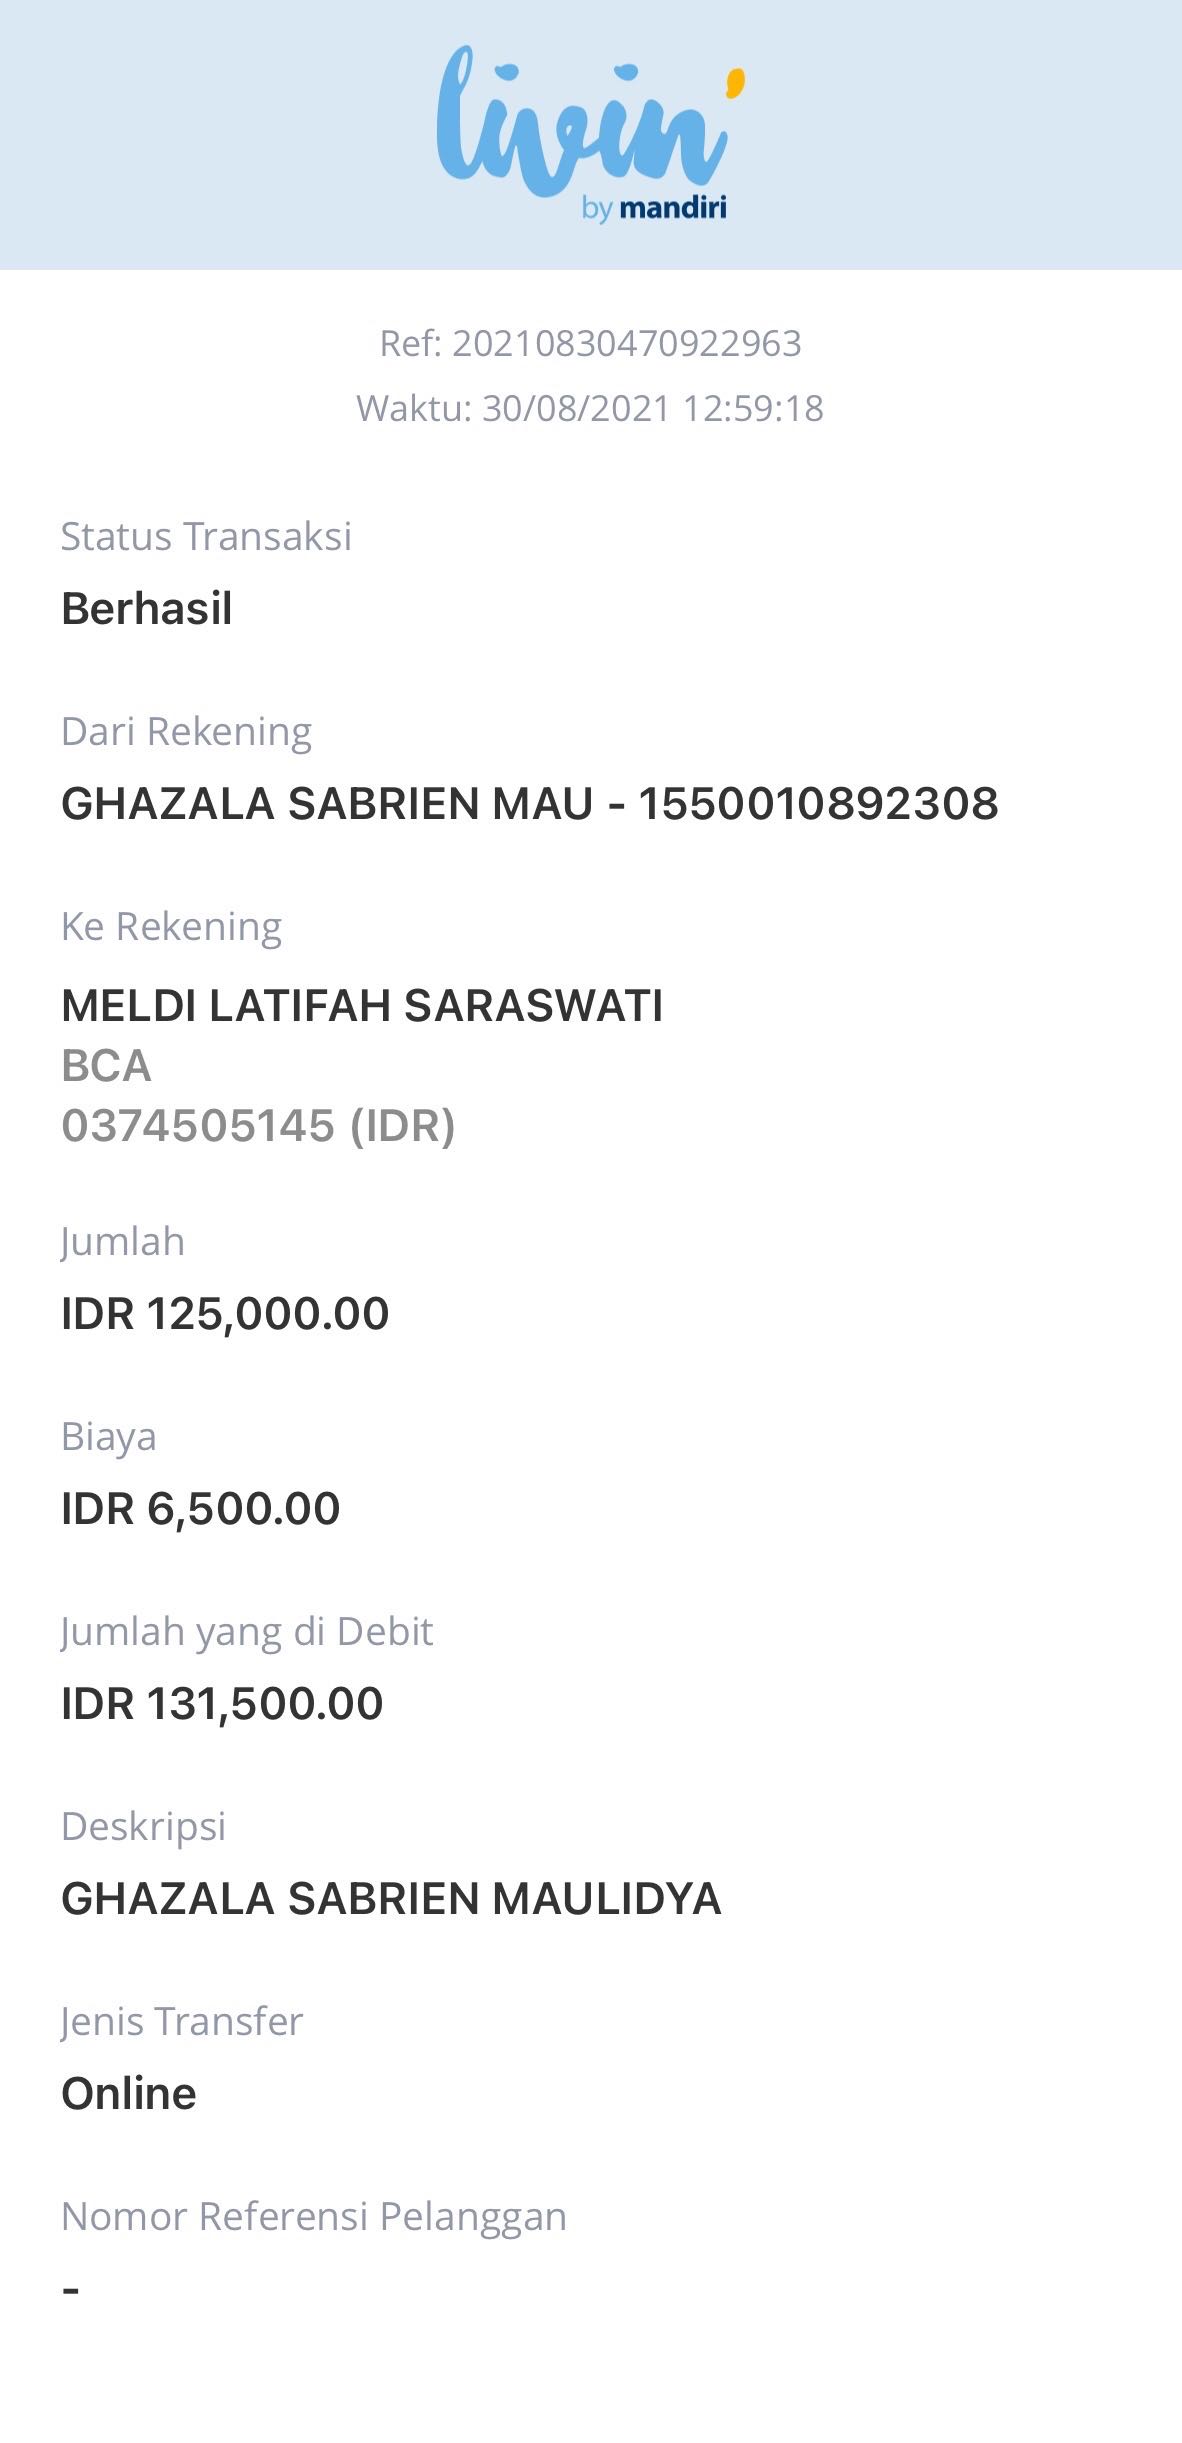 livin'
by mandiri
Ref: 20210830470922963
Waktu: 30/08/2021 12:59:18
Status Transaksi
Berhasil
Dari Rekening
GHAZALA SABRIEN MAU - 1550010892308
Ke Rekening
MELDI LATIFAH SARASWATI
BCA
0374505145 (IDR)
Jumlah
IDR 125,000.00
Biaya
IDR 6,500.00
Jumlah yang di Debit
IDR 131,500.00
Deskripsi
GHAZALA SABRIEN MAULIDYA
Jenis Transfer
Online
Nomor Referensi Pelanggan
-